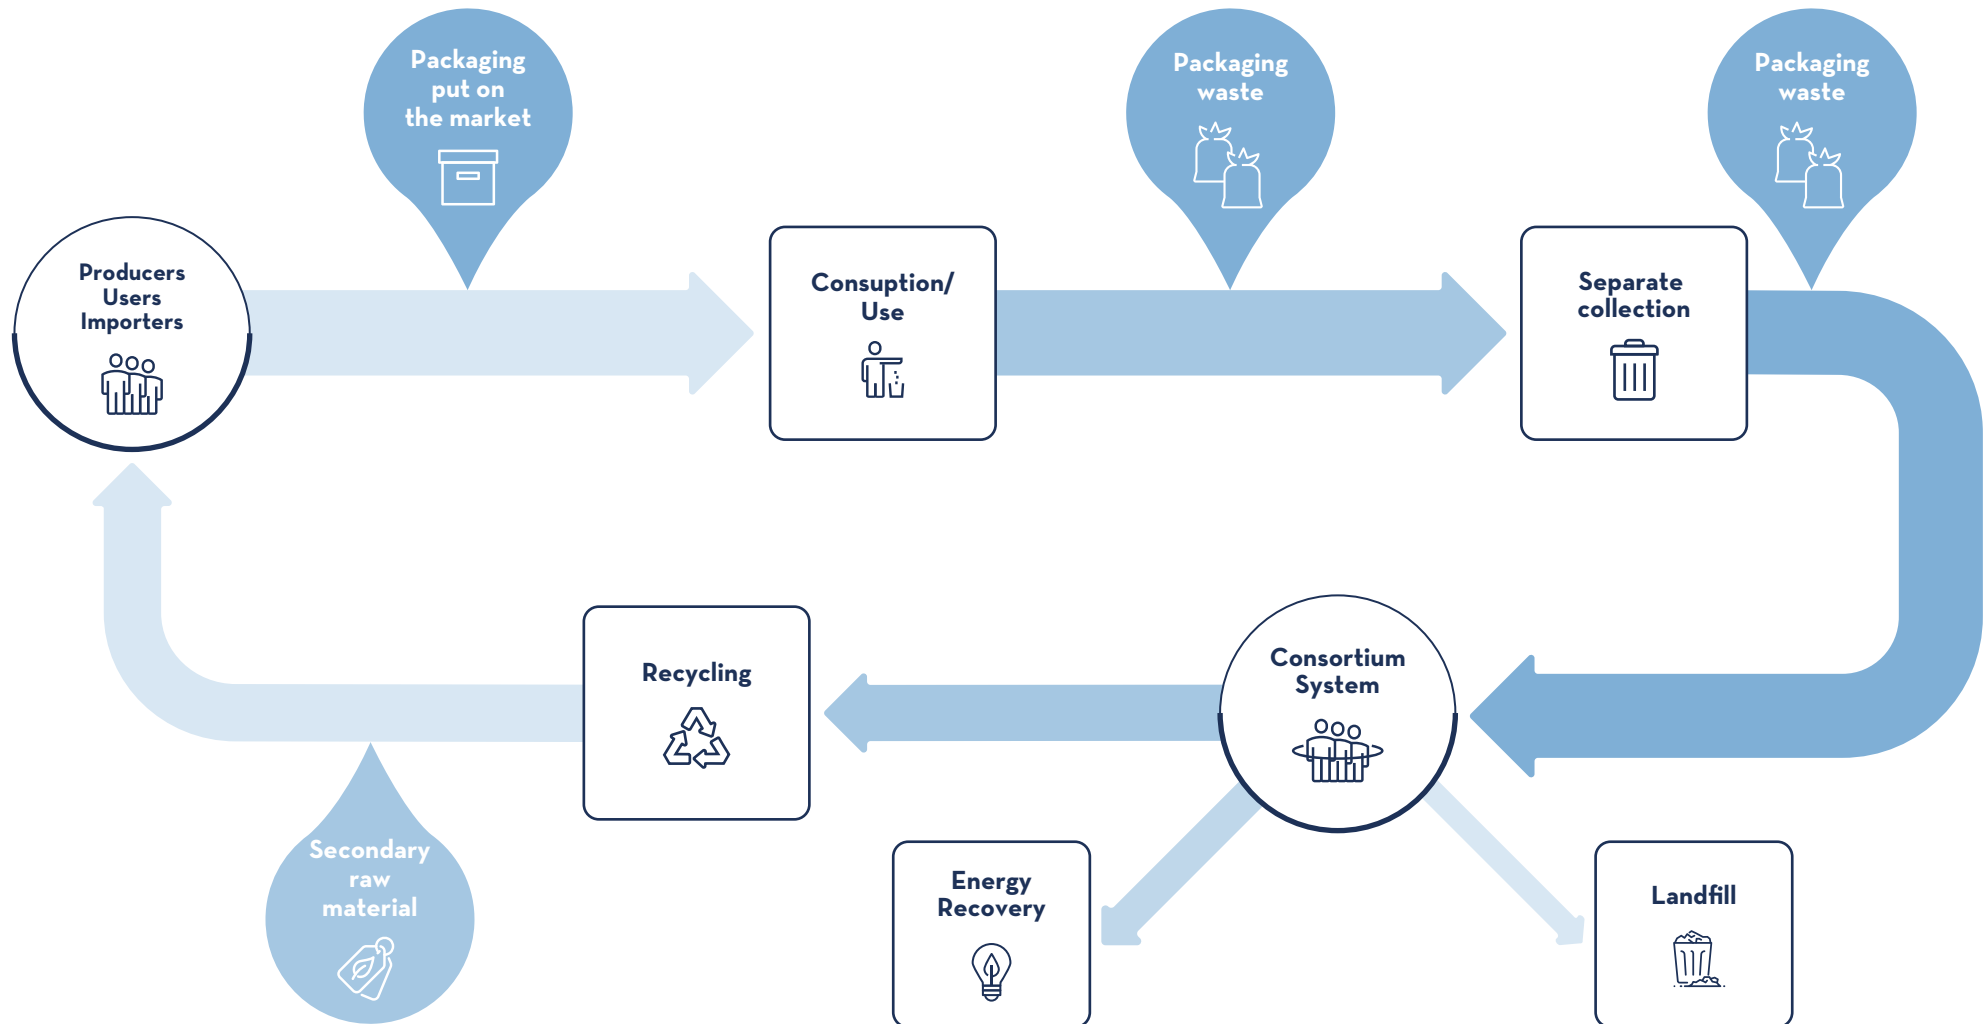 Packaging
put on
the market
Packaging
waste
Packaging
waste
Producers
Users
Importers
Consuption/
Use
Separate
collection
Recycling
Consortium
System
Secondary
raw
material
Energy
Recovery
Landfill